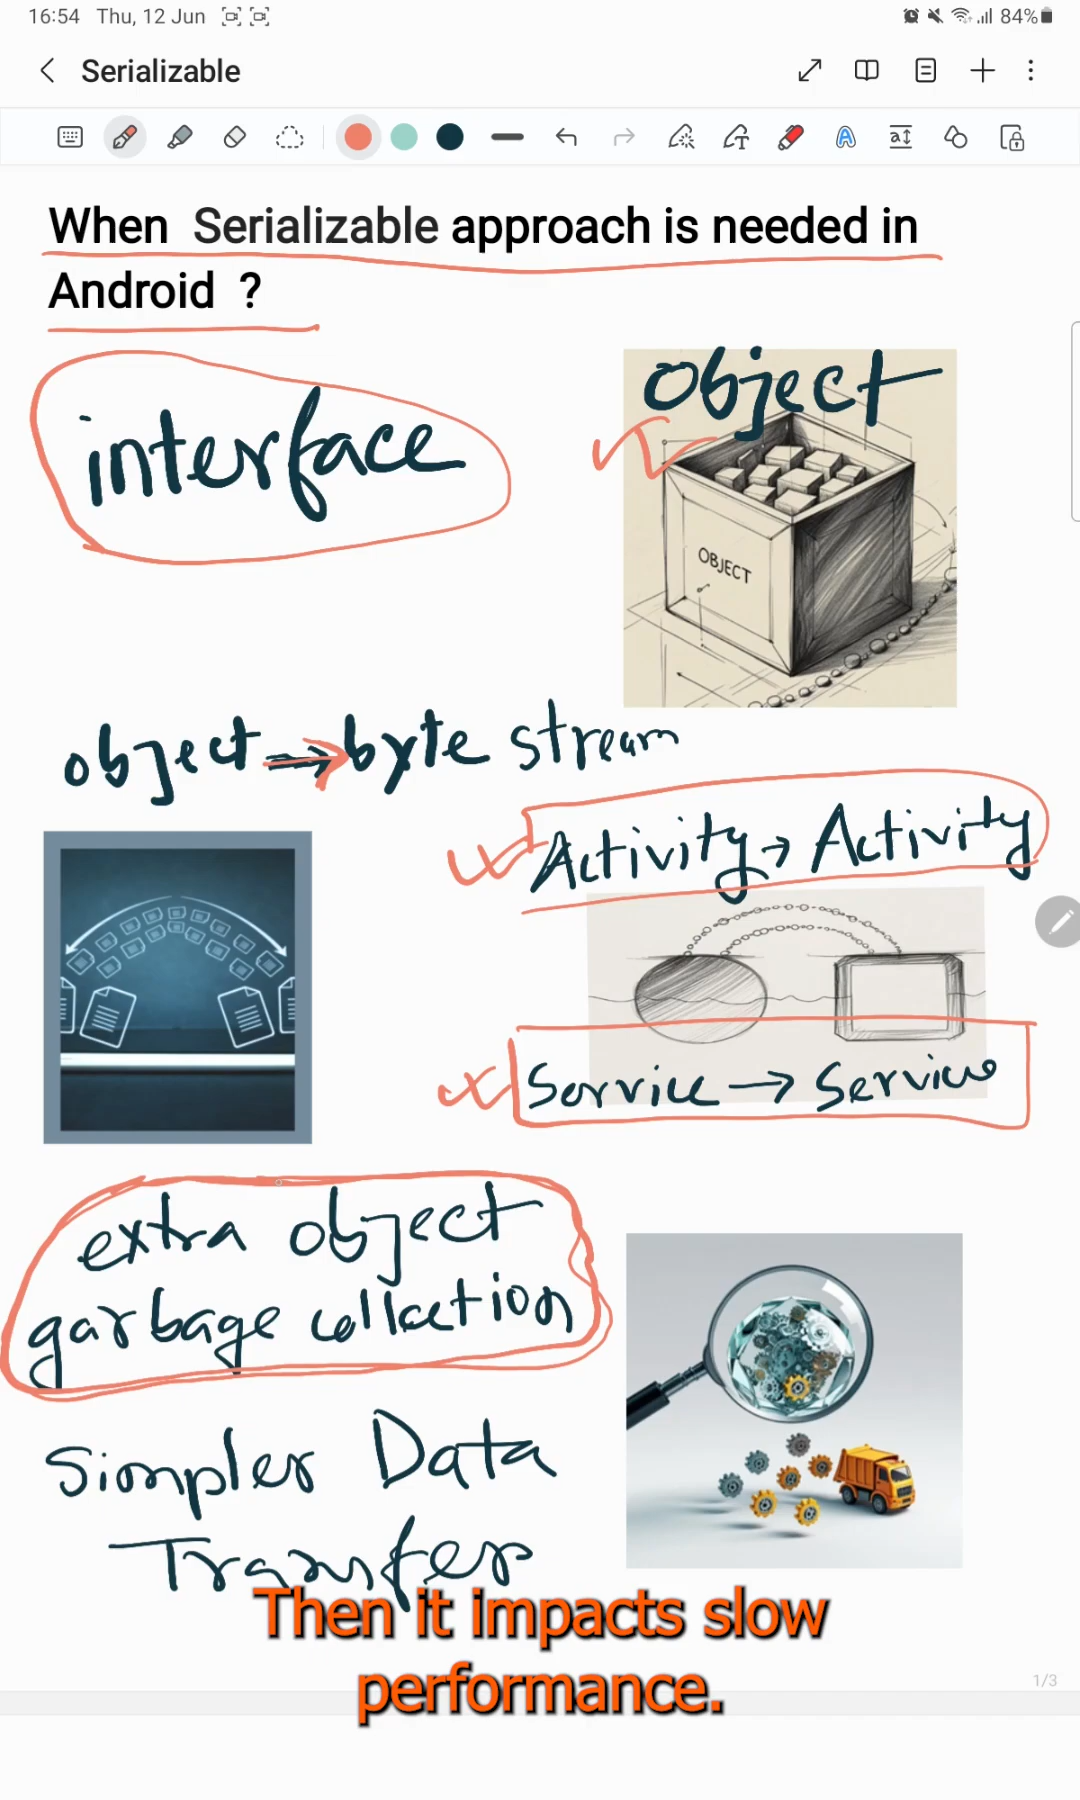 16:54 Thu, 12 Jun 84%
Serializable
When Serializable approach is needed in
Android ?
interface
object
OBJECT
object → byte stream
Activity → Activity
Service → Service
extra object
garbage collection
Simpler Data
Transfer
Then it impacts slow
performance.
1/3